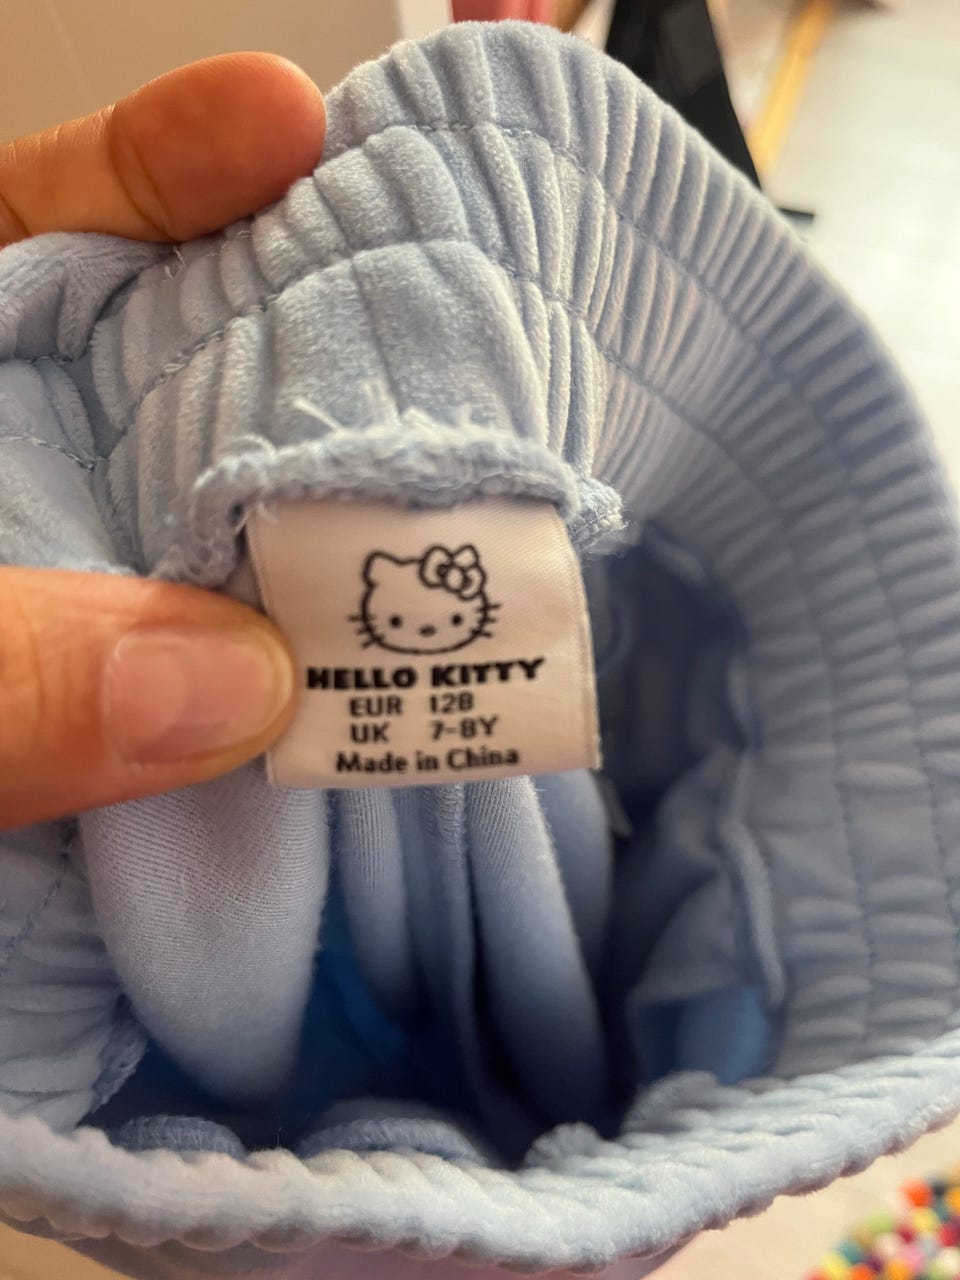 HELLO KITTY
EUR 128
UK 7-8Y
Made in China